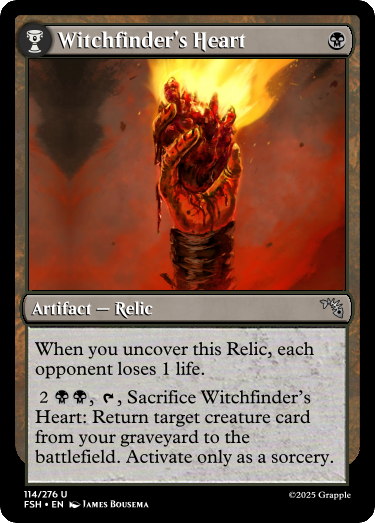 Witchfinder's Heart
Artifact — Relic
When you uncover this Relic, each
opponent loses 1 life.
2 , , Sacrifice Witchfinder's
Heart: Return target creature card
from your graveyard to the
battlefield. Activate only as a sorcery.
114/276 U
FSH • EN James Bousema
©2025 Grapple